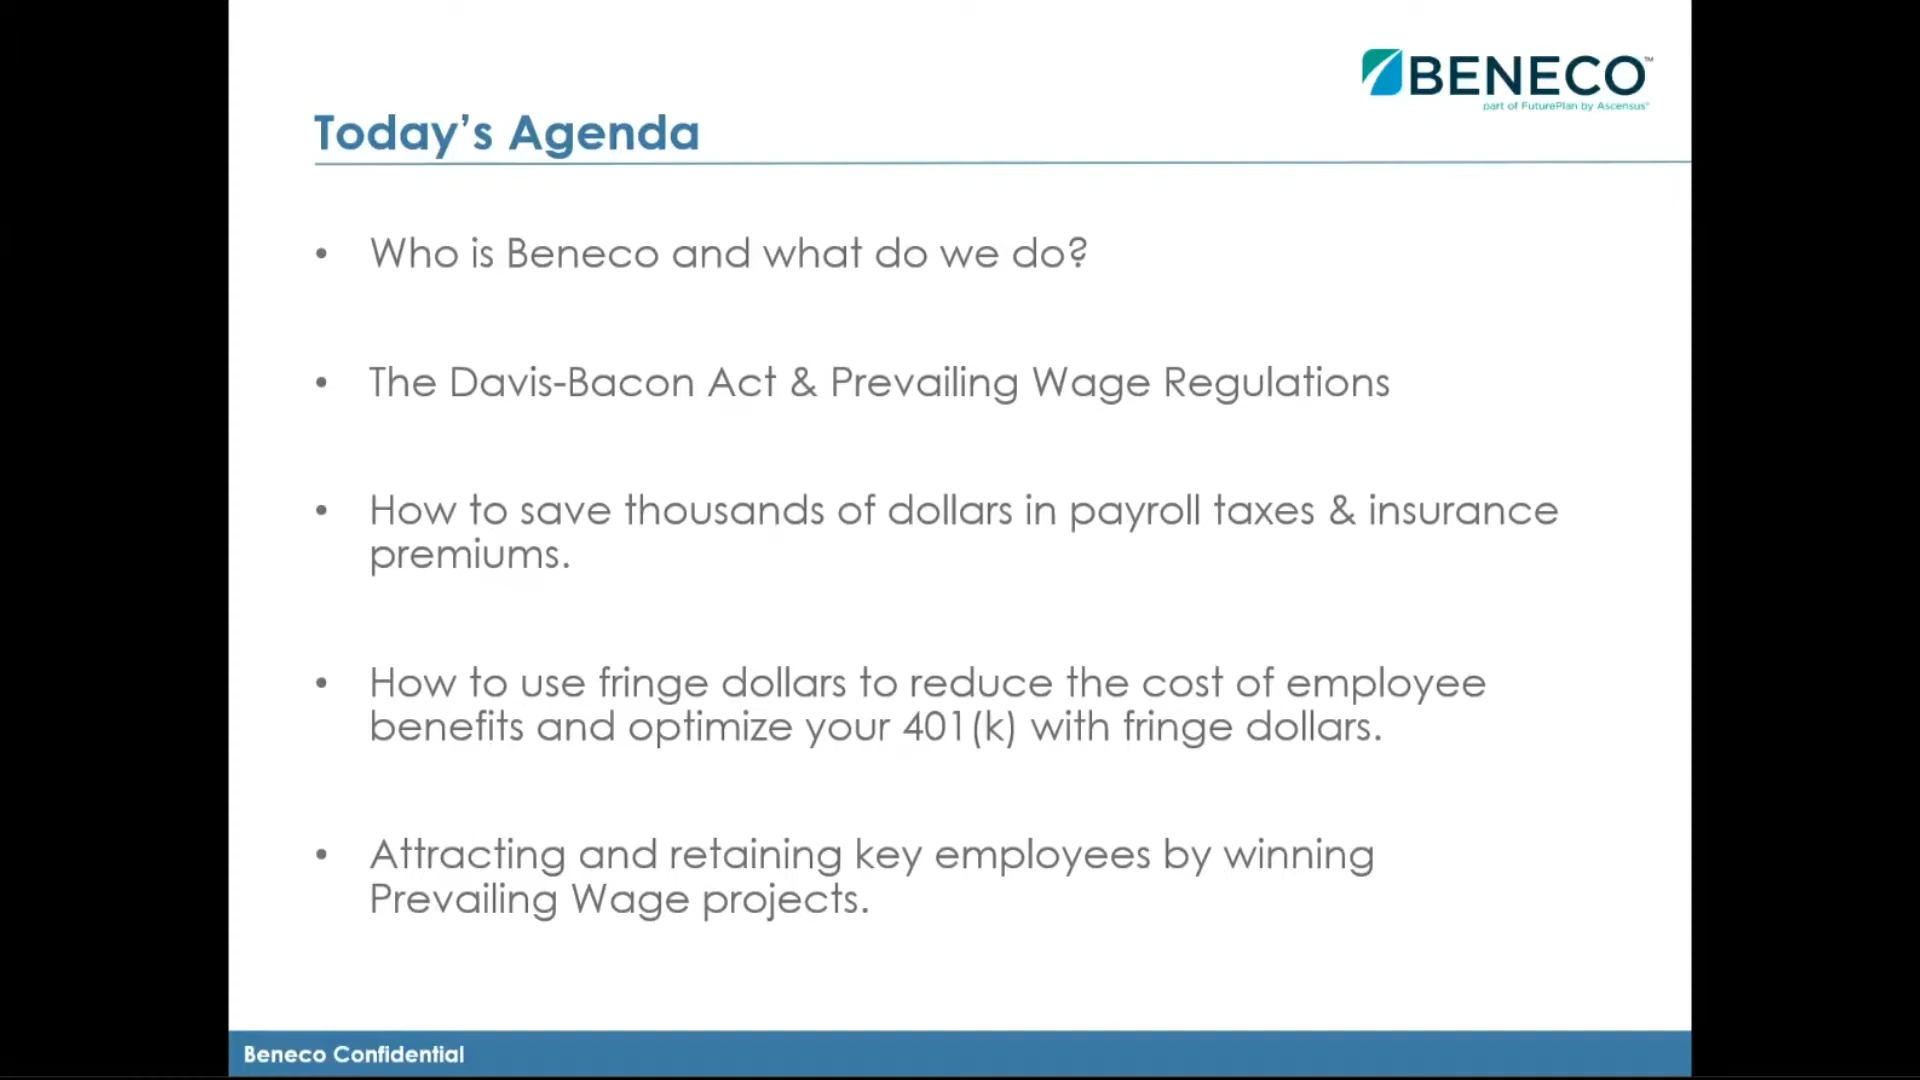 BENECO™
part of FuturePlan by Ascensus®
Today’s Agenda
• Who is Beneco and what do we do?
• The Davis-Bacon Act & Prevailing Wage Regulations
• How to save thousands of dollars in payroll taxes & insurance
premiums.
• How to use fringe dollars to reduce the cost of employee
benefits and optimize your 401(k) with fringe dollars.
• Attracting and retaining key employees by winning
Prevailing Wage projects.
Beneco Confidential